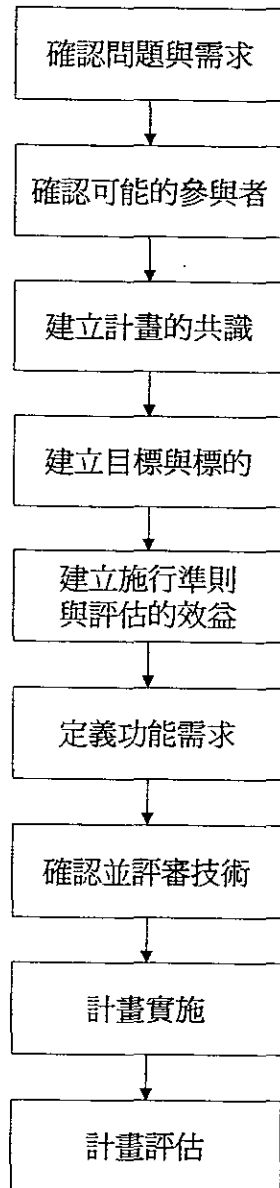 確認問題與需求
確認可能的參與者
建立計畫的共識
建立目標與標的
建立施行準則
與評估的效益
定義功能需求
確認並評審技術
計畫實施
計畫評估